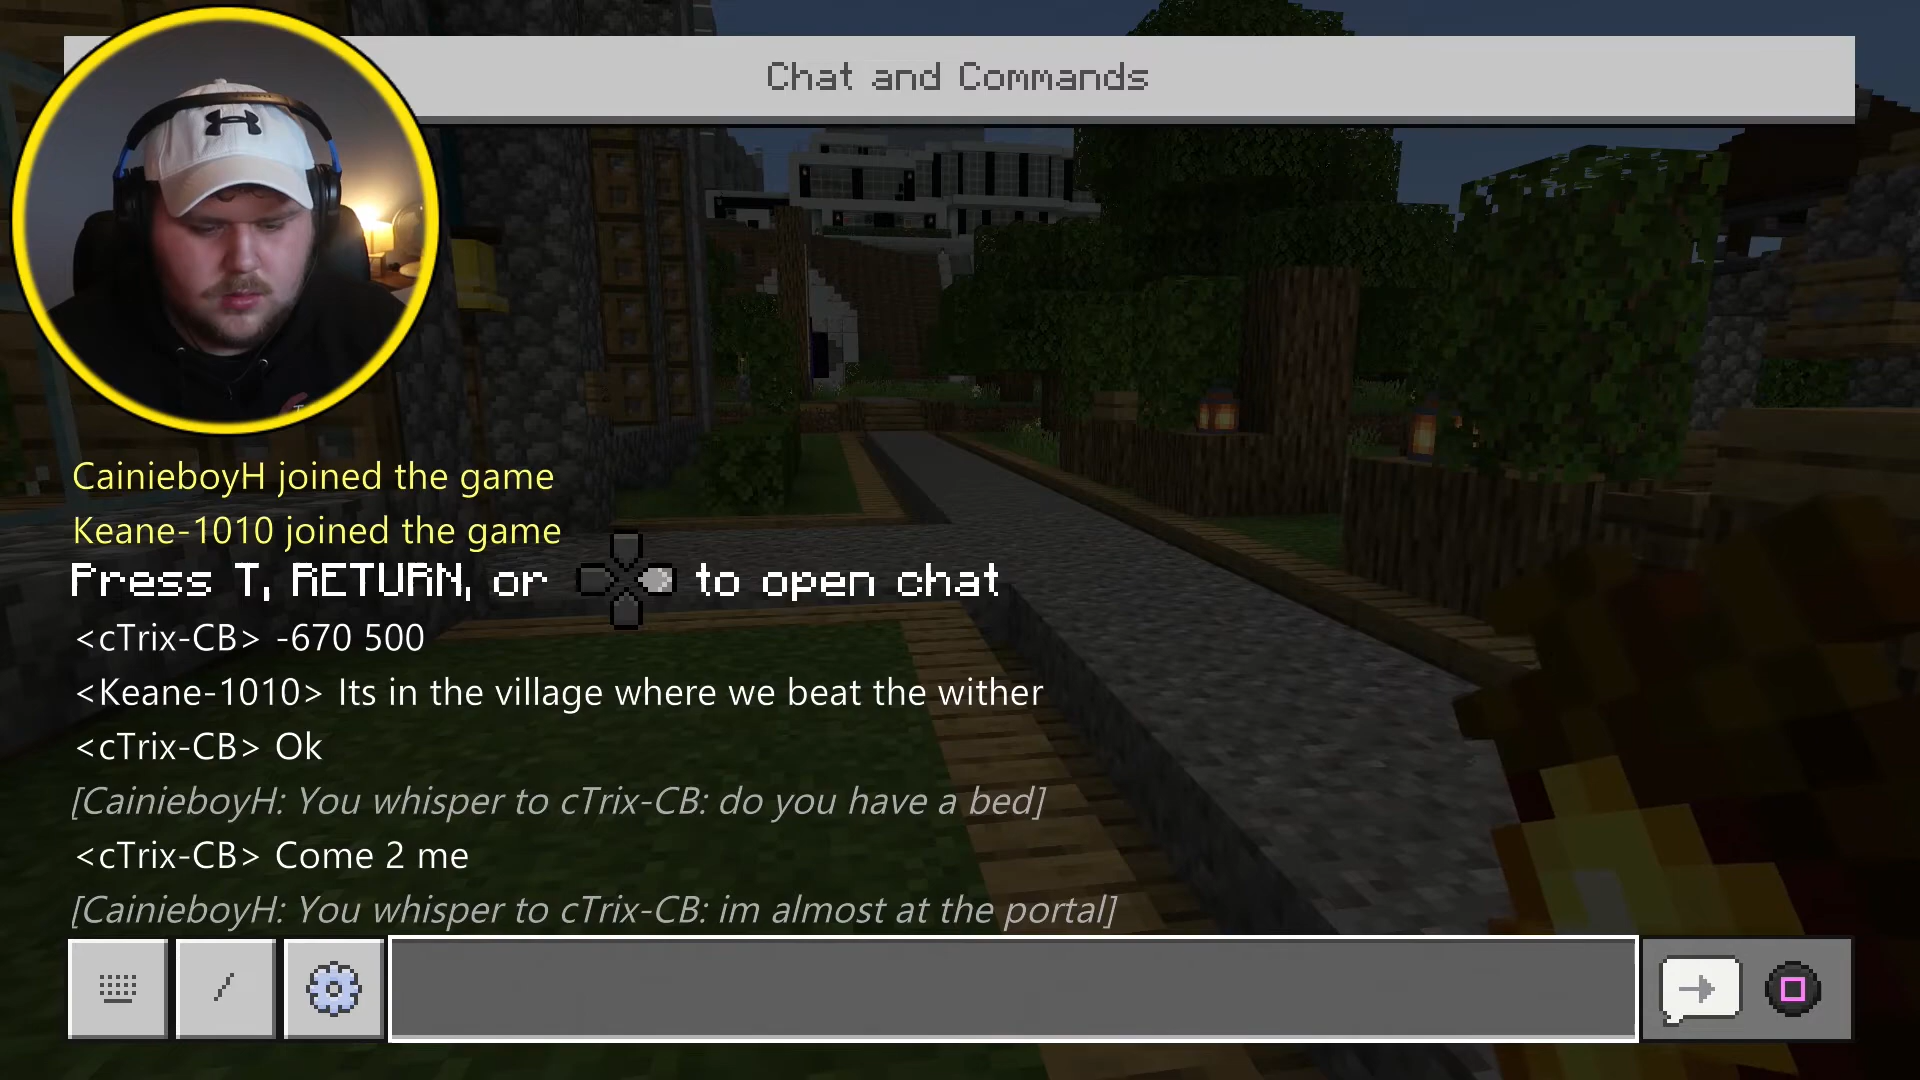 Chat and Commands
CainieboyH joined the game
Keane-1010 joined the game
Press T, RETURN, or to open chat
<cTrix-CB> -670 500
<Keane-1010> Its in the village where we beat the wither
<cTrix-CB> Ok
[CainieboyH: You whisper to cTrix-CB: do you have a bed]
<cTrix-CB> Come 2 me
[CainieboyH: You whisper to cTrix-CB: im almost at the portal]
/